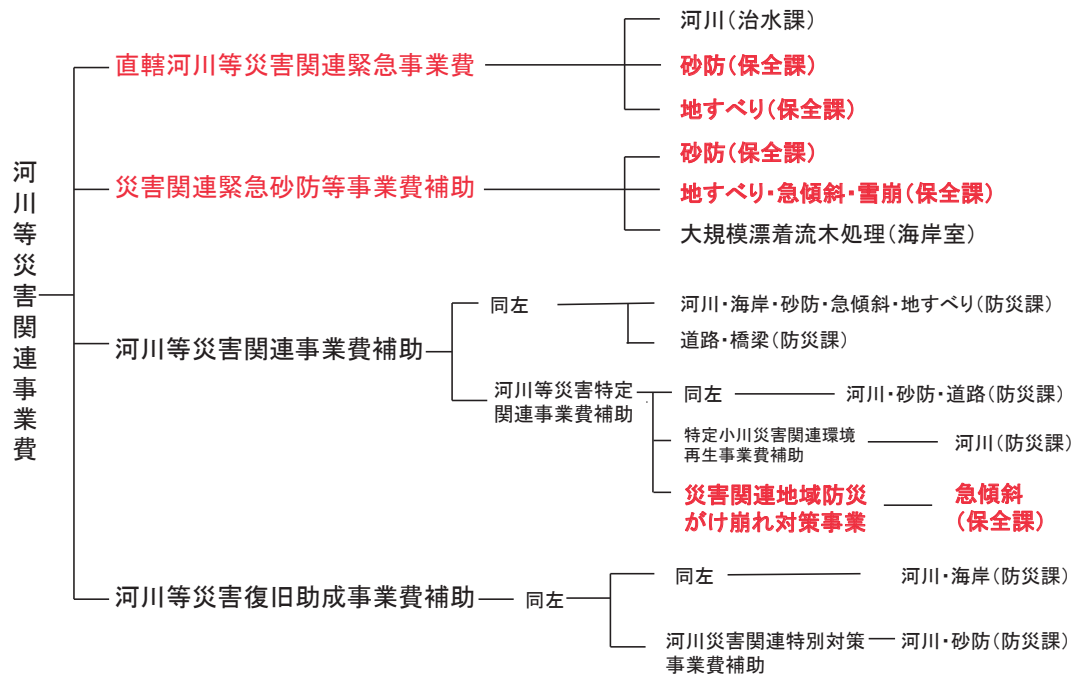 河川等災害関連事業費
直轄河川等災害関連緊急事業費
河川(治水課)
砂防(保全課)
地すべり(保全課)
災害関連緊急砂防等事業費補助
砂防(保全課)
地すべり・急傾斜・雪崩(保全課)
大規模漂着流木処理(海岸室)
河川等災害関連事業費補助
同左
河川・海岸・砂防・急傾斜・地すべり(防災課)
道路・橋梁(防災課)
河川等災害特定
関連事業費補助
同左
河川・砂防・道路(防災課)
特定小川災害関連環境
再生事業費補助
河川(防災課)
災害関連地域防災
がけ崩れ対策事業
急傾斜
(保全課)
河川等災害復旧助成事業費補助
同左
同左
河川・海岸(防災課)
河川災害関連特別対策
事業費補助
河川・砂防(防災課)